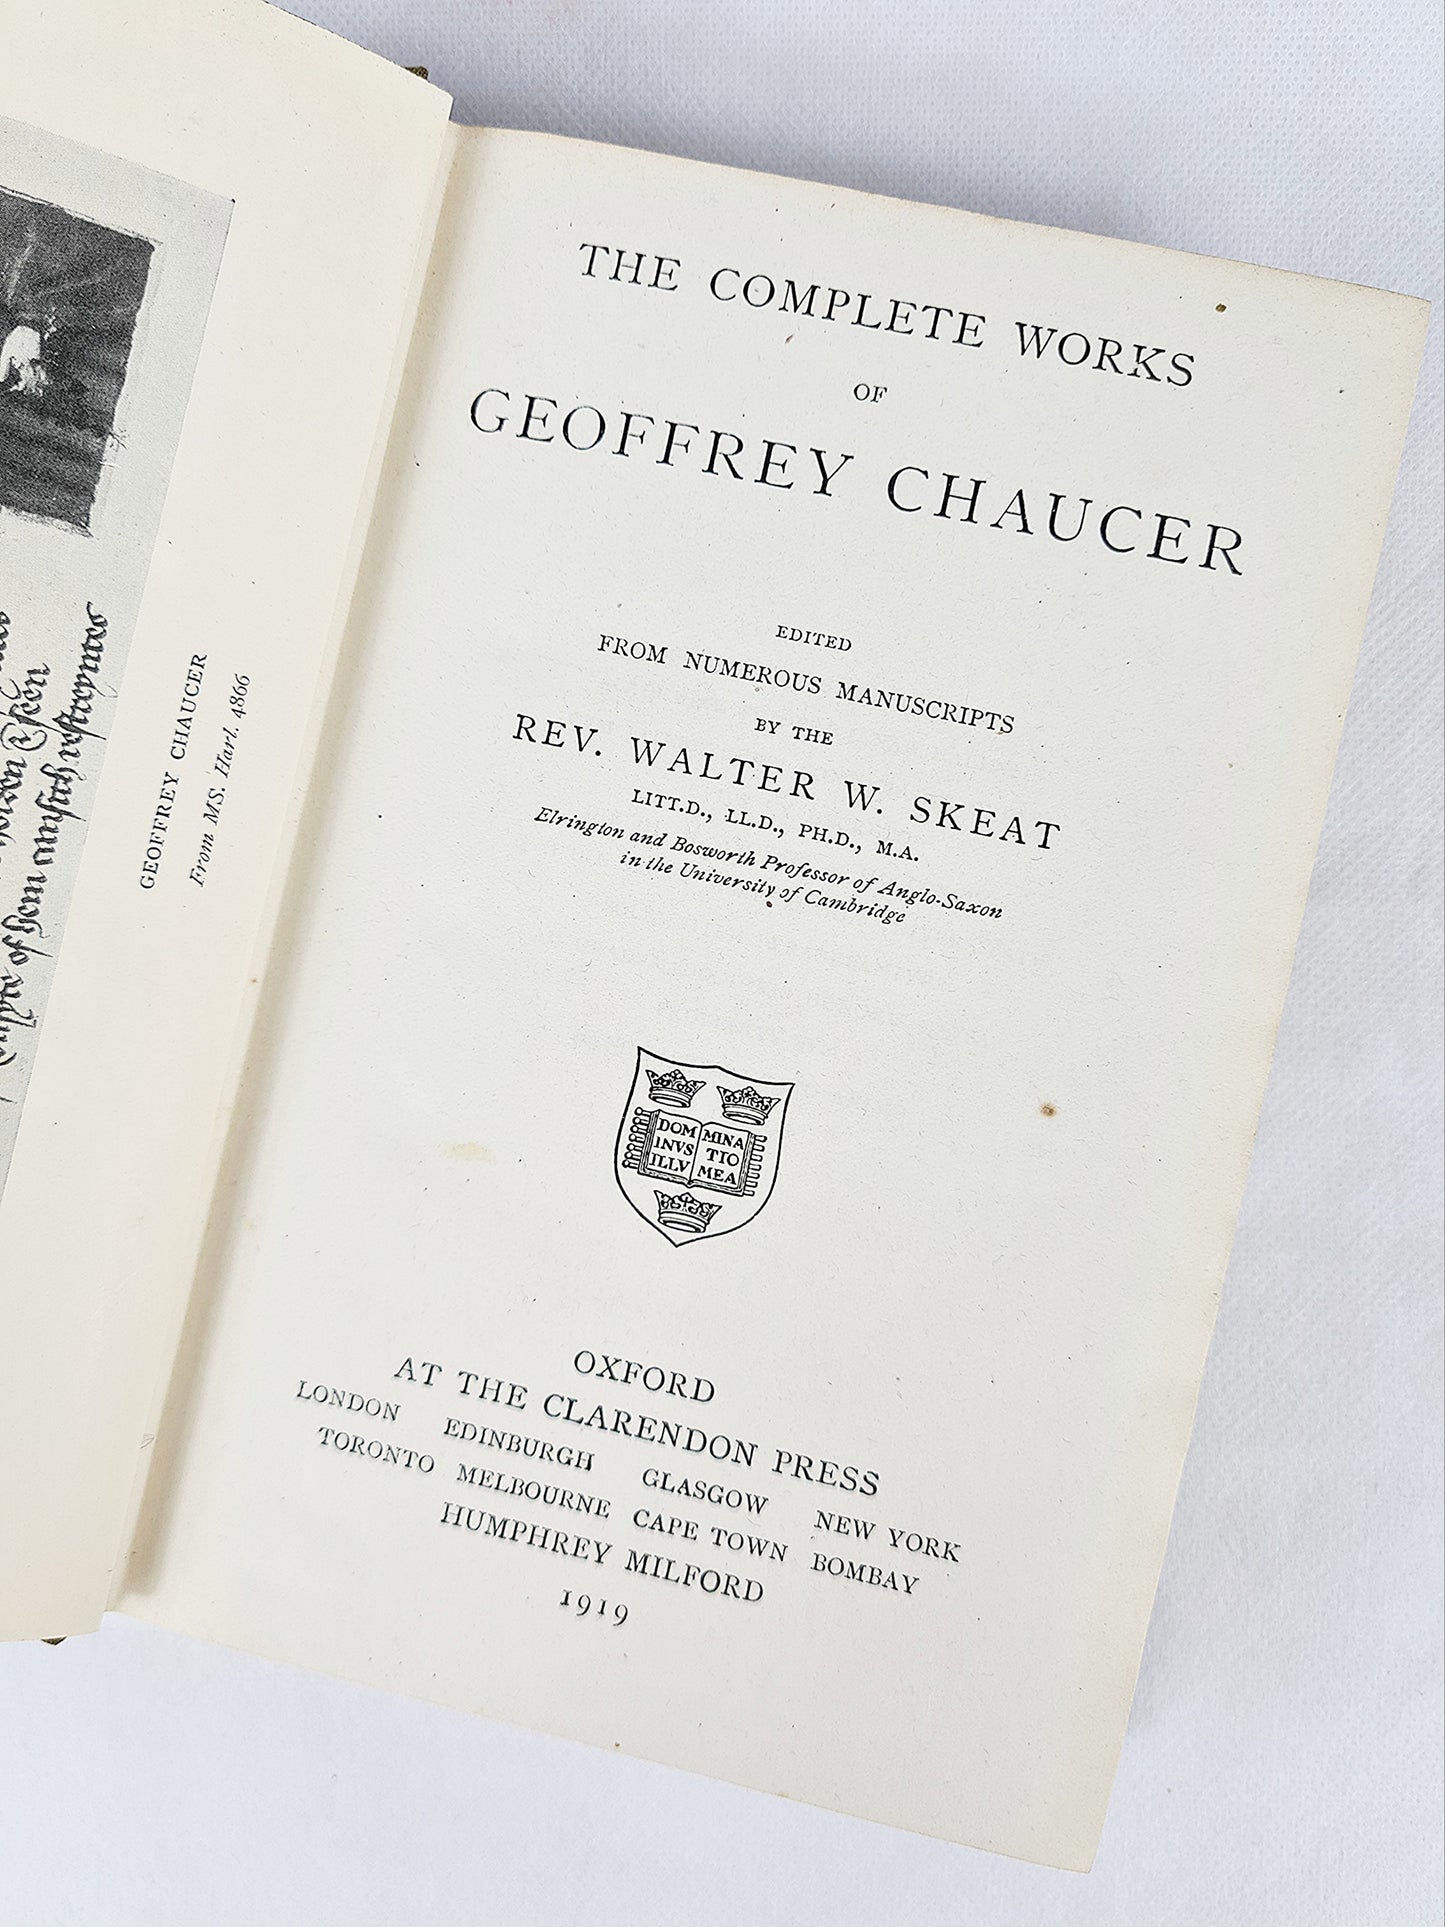 GEOFFREY CHAUCER
From MS. Harl. 4866
THE COMPLETE WORKS
OF
GEOFFREY CHAUCER
EDITED
FROM NUMEROUS MANUSCRIPTS
BY THE
REV. WALTER W. SKEAT
LITT.D., LL.D., PH.D., M.A.
Elrington and Bosworth Professor of Anglo-Saxon
in the University of Cambridge
DOM MINA
INVS TIO
ILLV MEA
OXFORD
AT THE CLARENDON PRESS
LONDON EDINBURGH GLASGOW NEW YORK
TORONTO MELBOURNE CAPE TOWN BOMBAY
HUMPHREY MILFORD
1919